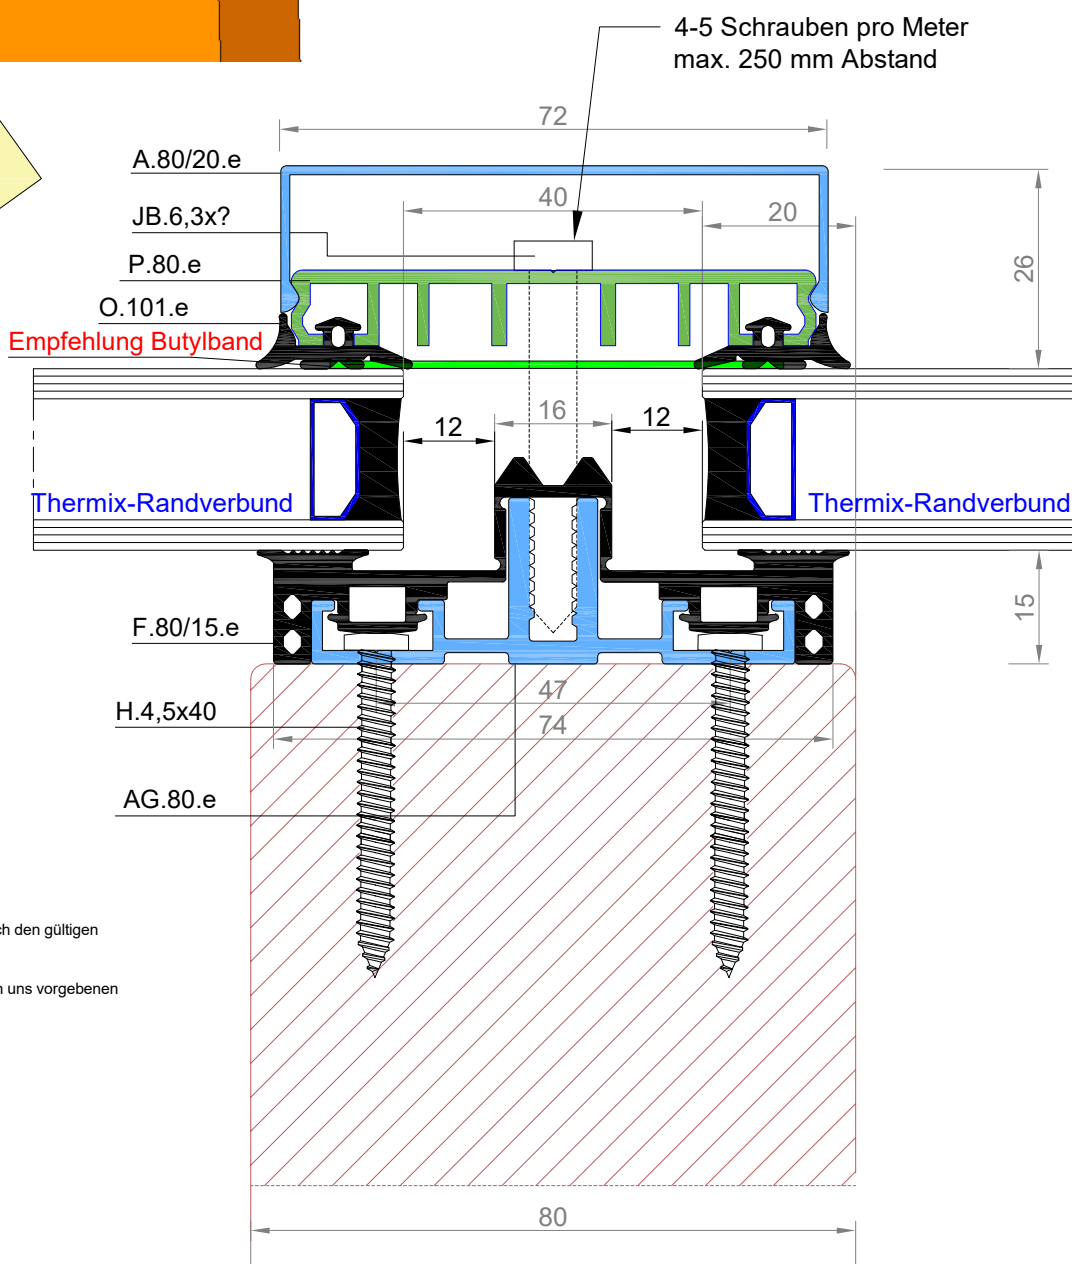 4-5 Schrauben pro Meter
max. 250 mm Abstand
72
A.80/20.e
JB.6,3x?
40
20
P.80.e
26
O.101.e
Empfehlung Butylband
16
12
12
Thermix-Randverbund
Thermix-Randverbund
15
F.80/15.e
47
H.4,5x40
74
AG.80.e
ch den gültigen
n uns vorgebenen
80